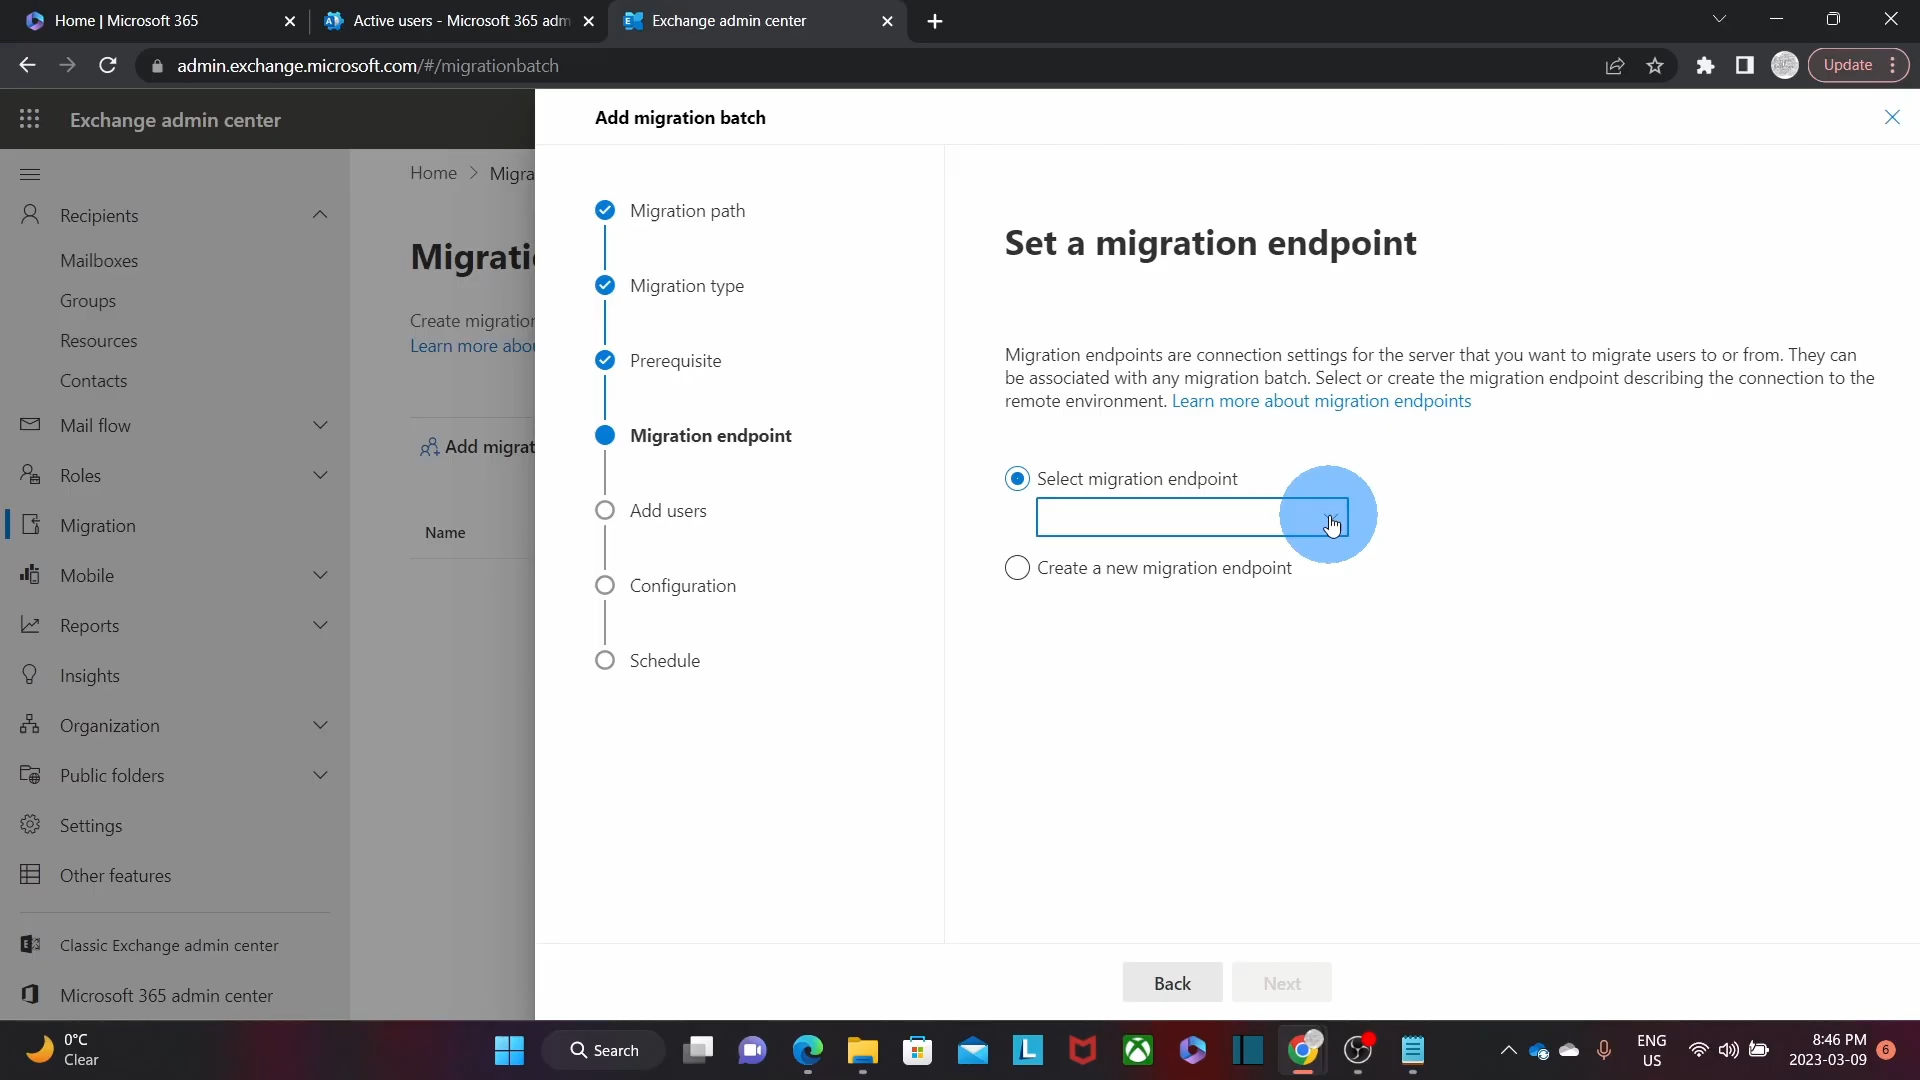 Home | Microsoft 365
Active users - Microsoft 365 adm
Exchange admin center
admin.exchange.microsoft.com/#/migrationbatch
Update
Exchange admin center
Recipients
Mailboxes
Groups
Resources
Contacts
Mail flow
Roles
Migration
Mobile
Reports
Insights
Organization
Public folders
Settings
Other features
Classic Exchange admin center
Microsoft 365 admin center
Home > Migra
Migrati
Create migration
Learn more abou
Add migrat
Name
Add migration batch
Migration path
Migration type
Prerequisite
Migration endpoint
Add users
Configuration
Schedule
Set a migration endpoint
Migration endpoints are connection settings for the server that you want to migrate users to or from. They can
be associated with any migration batch. Select or create the migration endpoint describing the connection to the
remote environment. Learn more about migration endpoints
Select migration endpoint
Create a new migration endpoint
Back
Next
0°C
Clear
Search
L
ENG
US
8:46 PM
2023-03-09
6